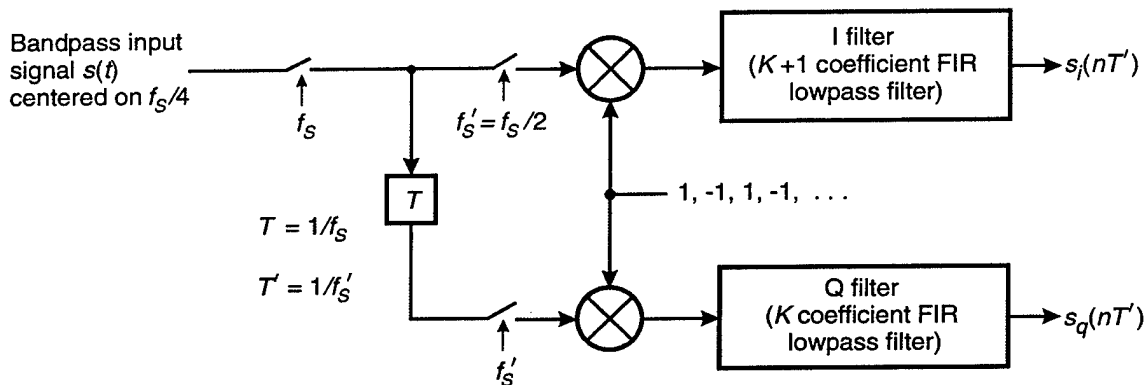 Bandpass input
signal s(t)
centered on f_S/4
f_S
f_S' = f_S/2
I filter
(K+1 coefficient FIR
lowpass filter)
s_i(nT')
T
T = 1/f_S
T' = 1/f_S'
1, -1, 1, -1, . . .
f_S'
Q filter
(K coefficient FIR
lowpass filter)
s_q(nT')